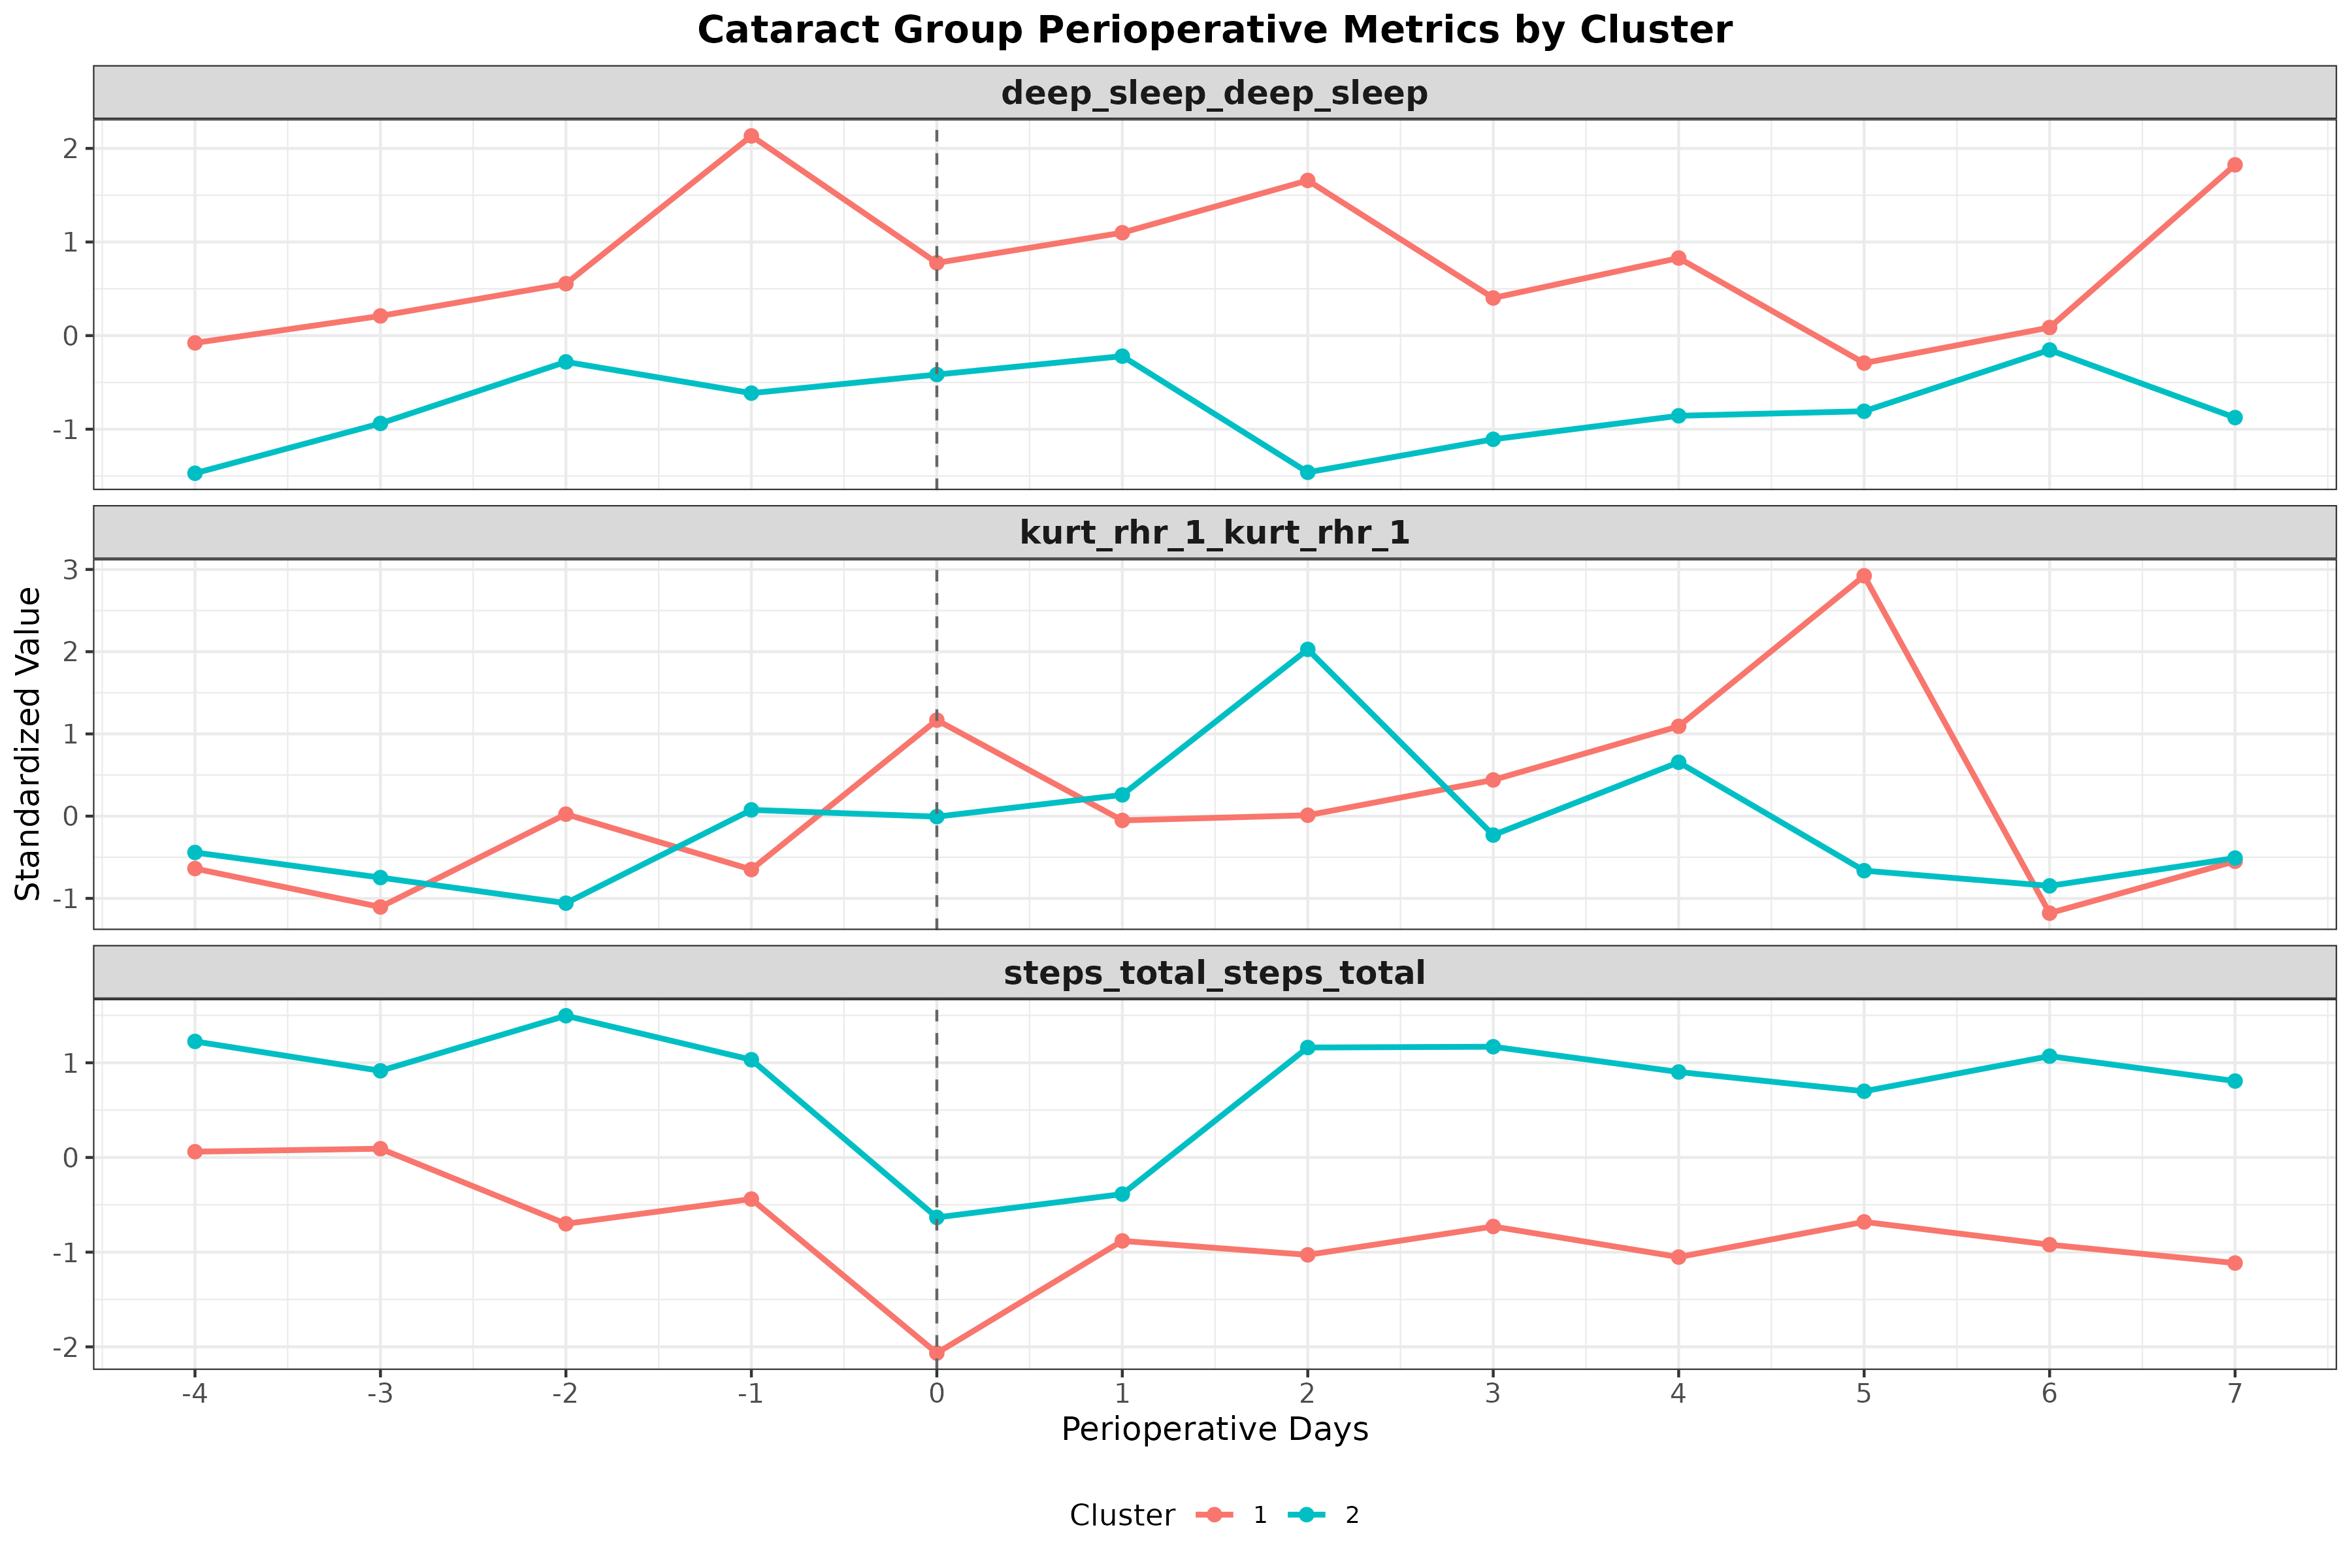 Cataract Group Perioperative Metrics by Cluster
deep_sleep_deep_sleep
2
1
0
-1
kurt_rhr_1_kurt_rhr_1
3
2
1
0
-1
Standardized Value
steps_total_steps_total
1
0
-1
-2
-4 -3 -2 -1 0 1 2 3 4 5 6 7
Perioperative Days
Cluster 1 2